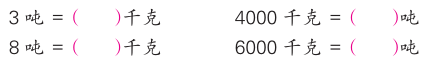 3 吨 = (　　)千克　　4000 千克 = (　　)吨
8 吨 = (　　)千克　　6000 千克 = (　　)吨